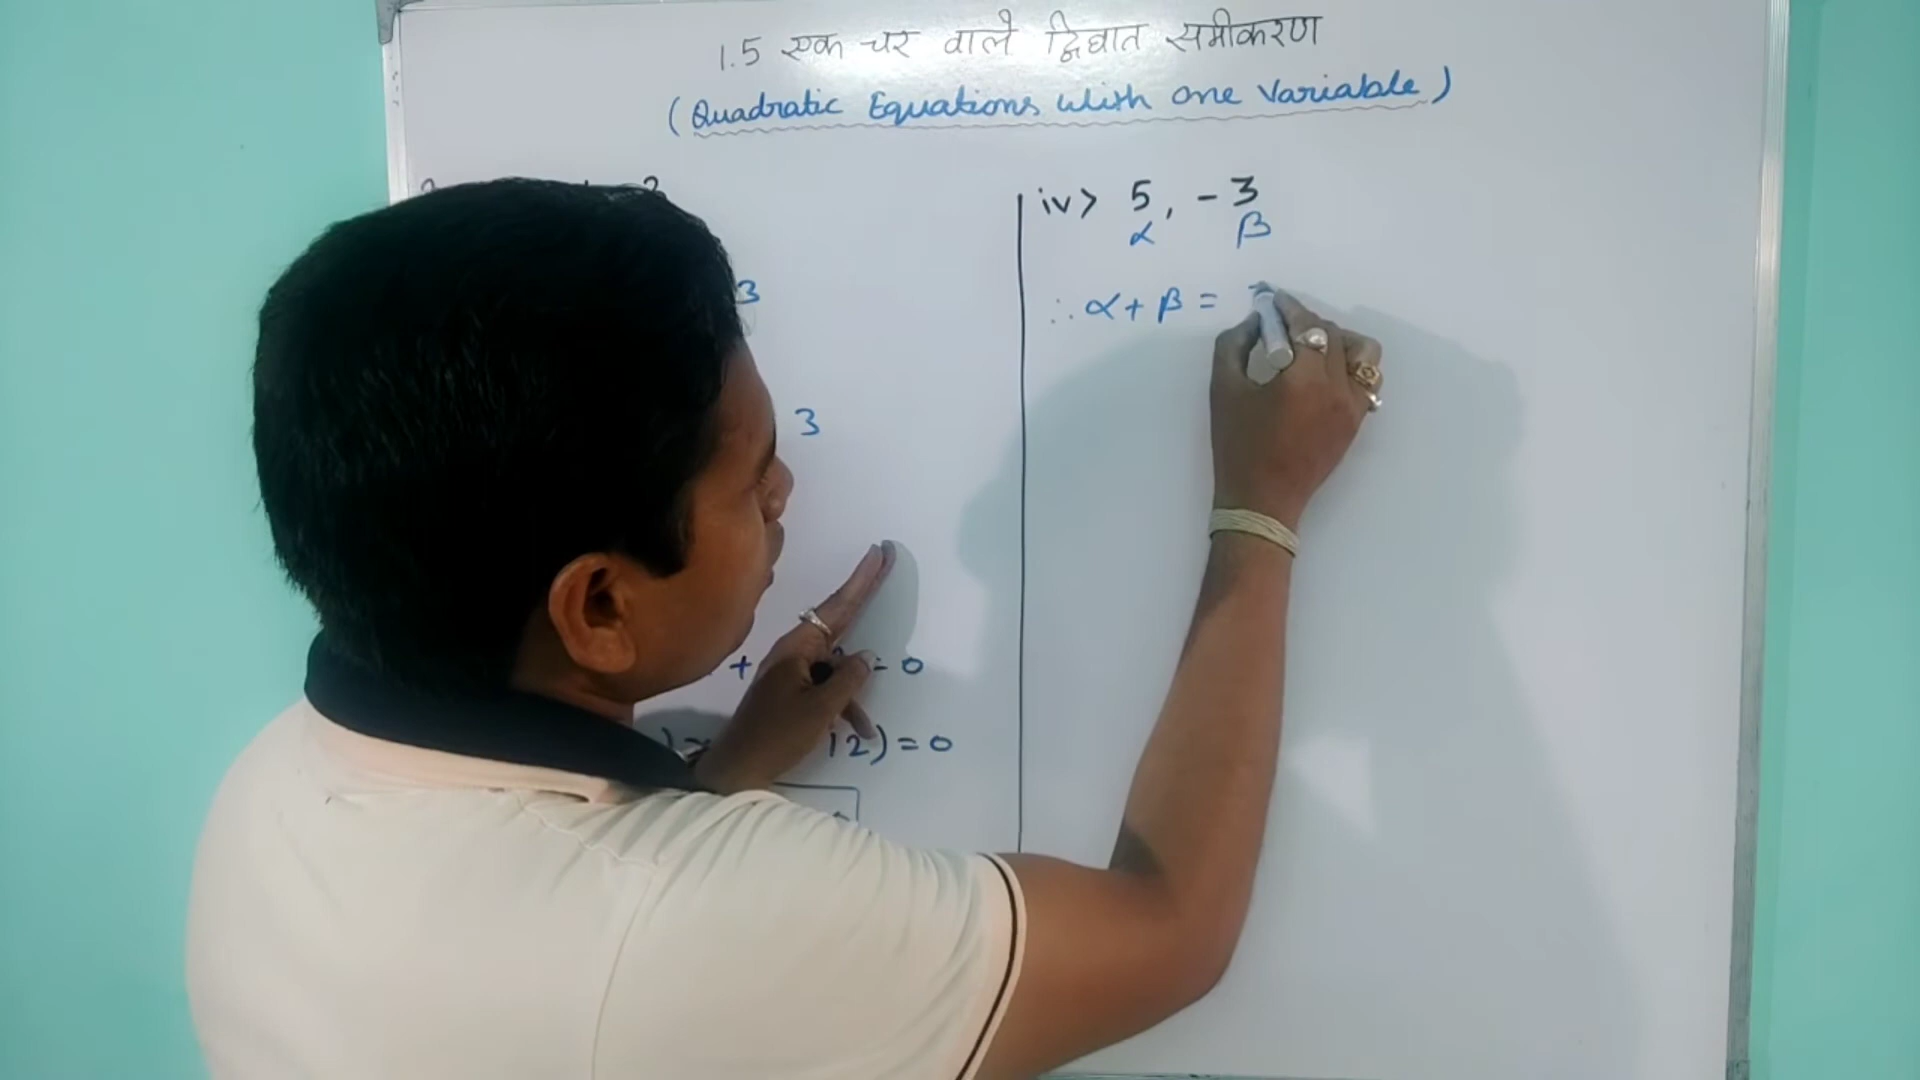 1.5 एक चर वाले द्विघात समीकरण
(Quadratic Equations with one Variable)
3
3
+ = 0
12) = 0
iv> 5, -3
α β
∴ α + β =